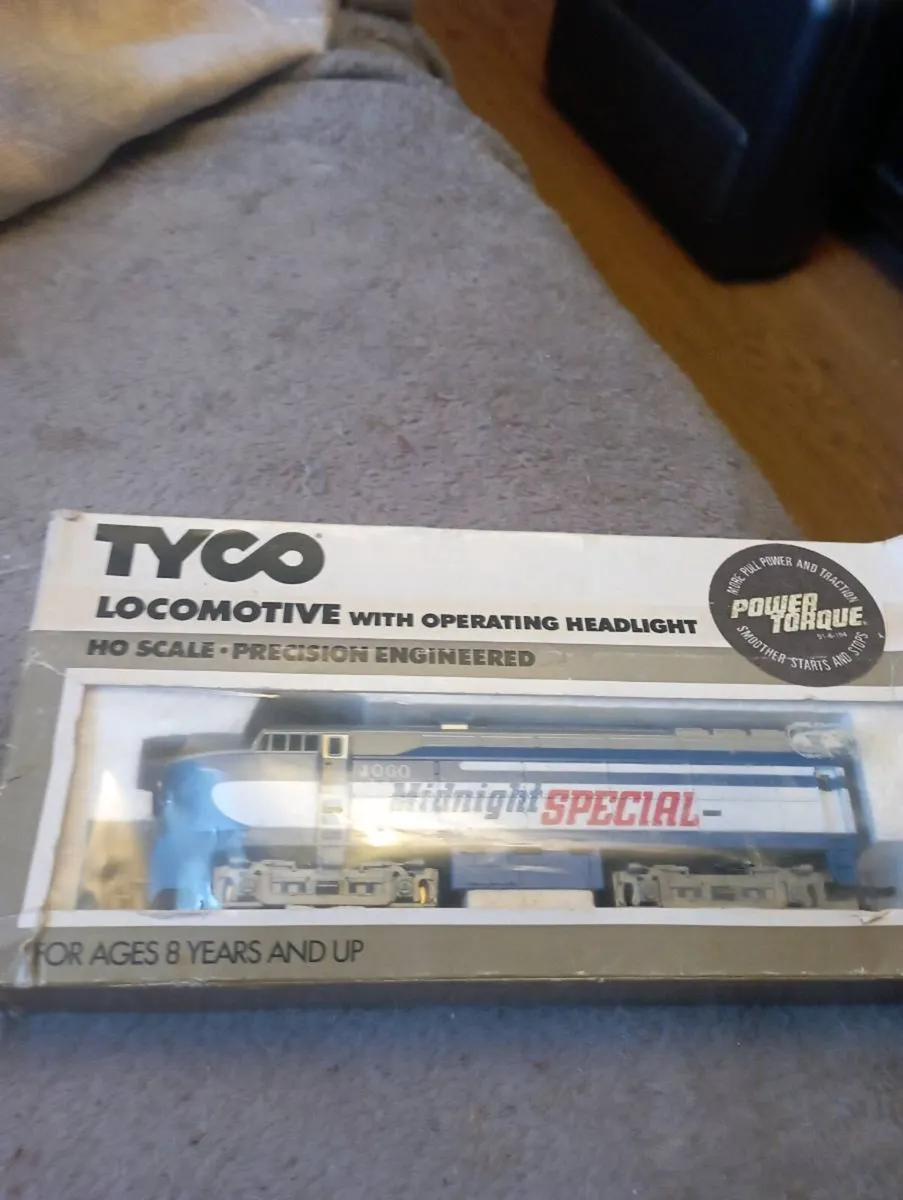 TYCO
LOCOMOTIVE WITH OPERATING HEADLIGHT
HO SCALE • PRECISION ENGINEERED
MORE PULL POWER AND TRACTION
POWER
TORQUE
SMOOTHER STARTS AND STOPS
Midnight SPECIAL
FOR AGES 8 YEARS AND UP